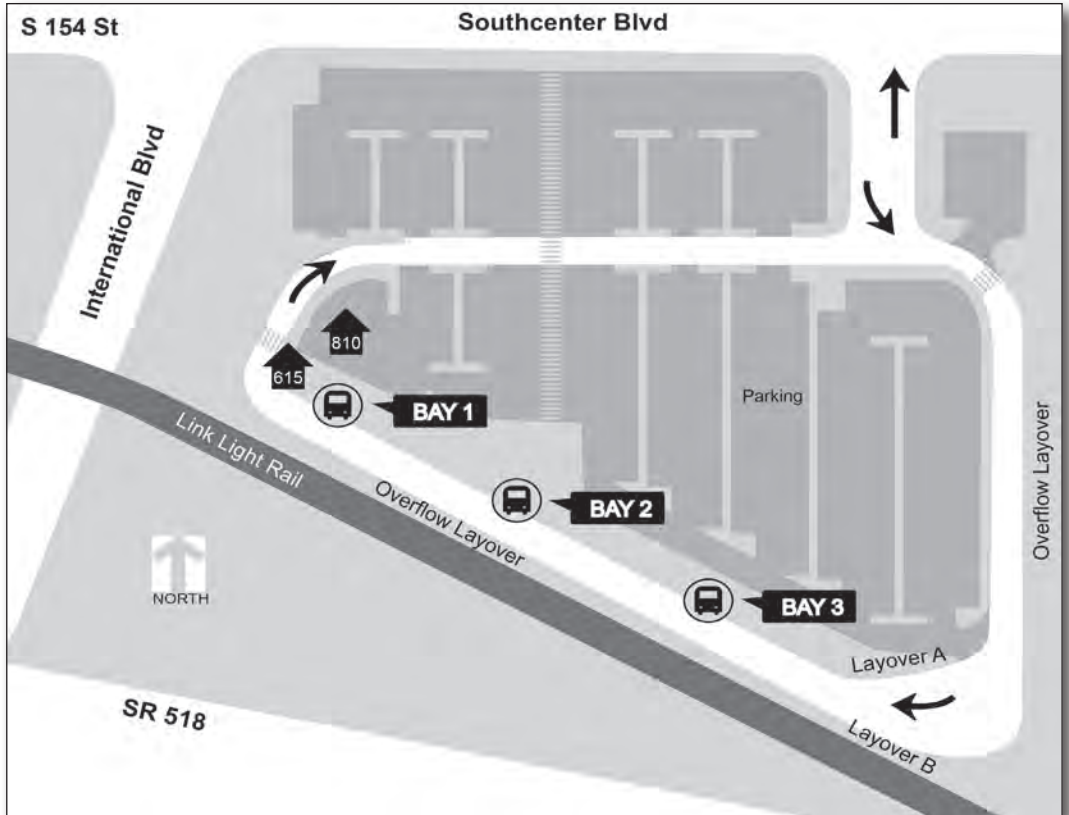 S 154 St
Southcenter Blvd
International Blvd
810
615
BAY 1
Parking
Link Light Rail
Overflow Layover
BAY 2
Overflow Layover
NORTH
BAY 3
Layover A
SR 518
Layover B